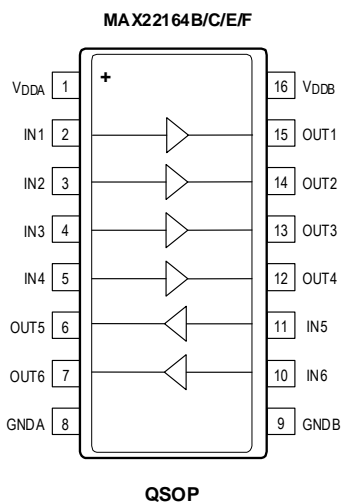 MAX22164B/C/E/F
VDDA 1 + 16 VDDB
IN1 2 15 OUT1
IN2 3 14 OUT2
IN3 4 13 OUT3
IN4 5 12 OUT4
OUT5 6 11 IN5
OUT6 7 10 IN6
GNDA 8 9 GNDB
QSOP